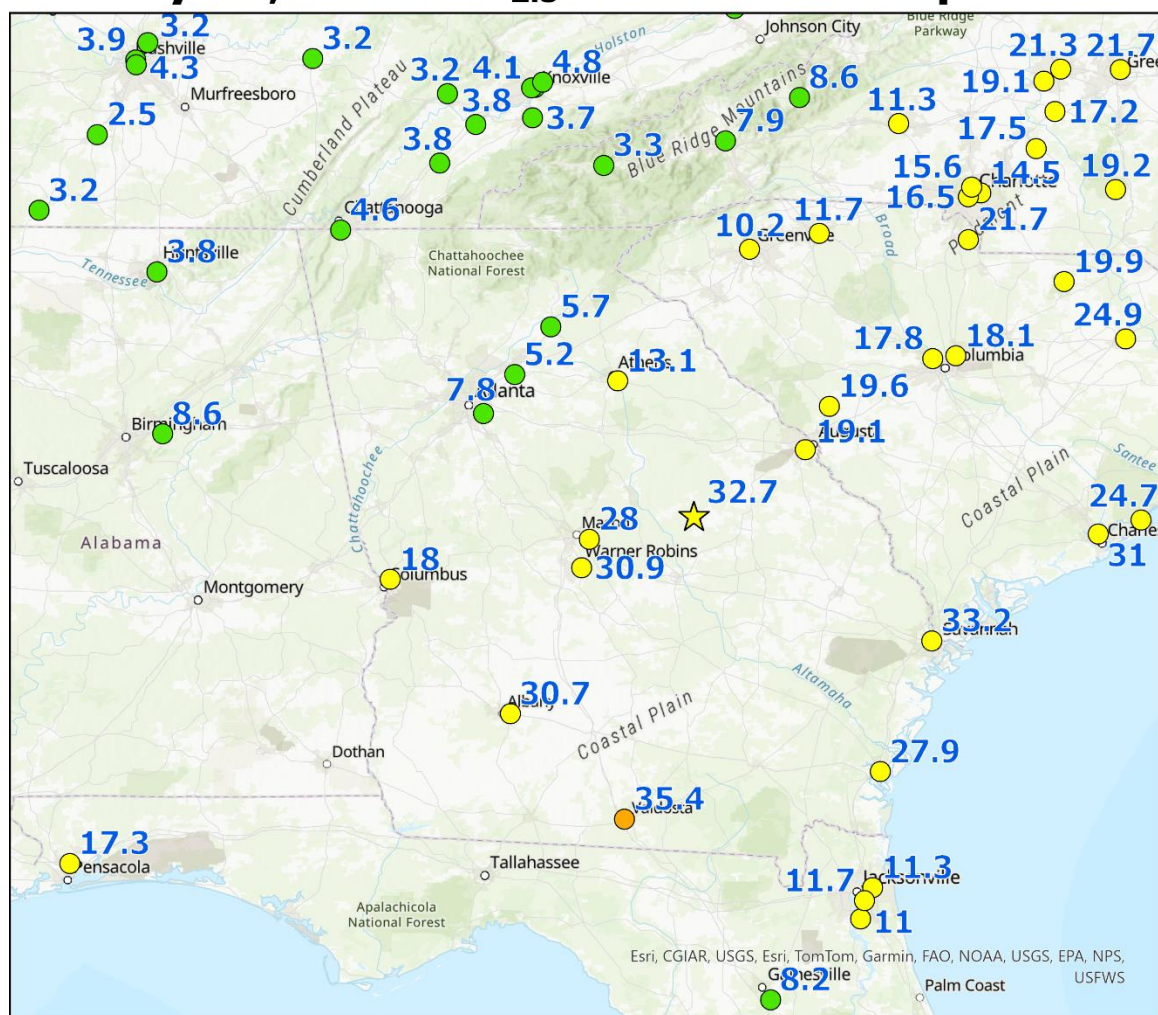 2.5
Johnson City
Blue Ridge
Parkway
3.2
3.9
4.3
Murfreesboro
2.5
3.2
Cumberland Plateau
3.2
4.1
4.8
Knoxville
3.8
3.7
3.8
3.3
Holston
Blue Ridge Mountains
8.6
7.9
11.3
21.3
21.7
19.1
17.2
17.5
15.6
14.5
Charlotte
16.5
19.2
21.7
Piedmont
3.2
Chattanooga
4.6
Huntsville
3.8
Tennessee
Chattahoochee
National Forest
10.2
Greenville
11.7
Broad
19.9
24.9
5.7
5.2
7.8
Atlanta
Athens
13.1
17.8
18.1
Columbia
19.6
Augusta
19.1
Birmingham
8.6
Tuscaloosa
Alabama
Montgomery
Chattahoochee
18
Columbus
Macon
28
Warner Robins
30.9
32.7
Coastal Plain
Santee
24.7
31
33.2
Savannah
Altamaha
Albany
30.7
Coastal Plain
Dothan
27.9
35.4
Valdosta
17.3
Pensacola
Tallahassee
Apalachicola
National Forest
11.7
11.3
Jacksonville
11
Esri, CGIAR, USGS, Esri, TomTom, Garmin, FAO, NOAA, USGS, EPA, NPS,
USFWS
Gainesville
8.2
Palm Coast